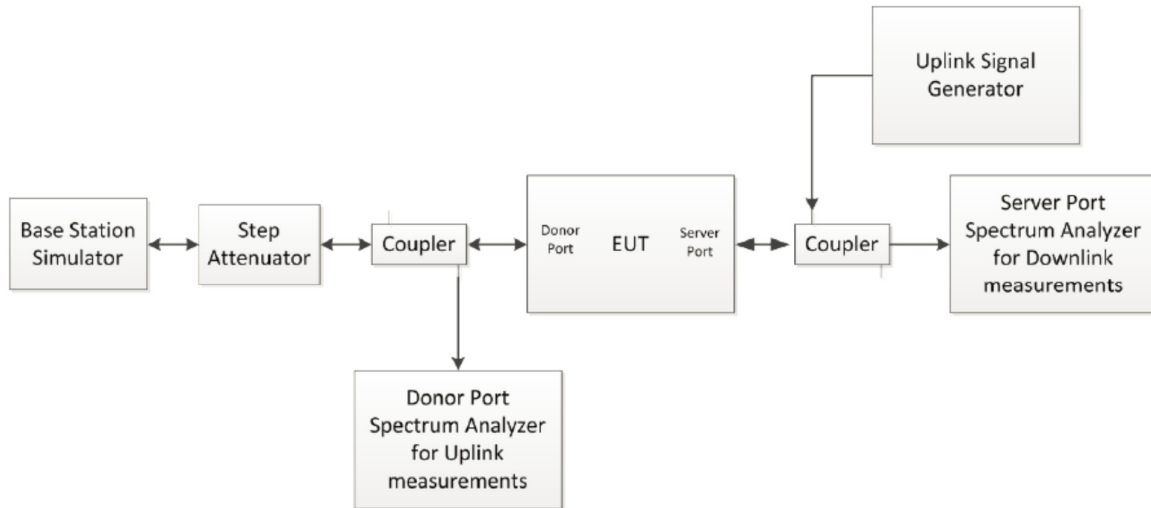 Uplink Signal
Generator
Base Station
Simulator
Step
Attenuator
Coupler
Donor
Port
EUT
Server
Port
Coupler
Server Port
Spectrum Analyzer
for Downlink
measurements
Donor Port
Spectrum Analyzer
for Uplink
measurements